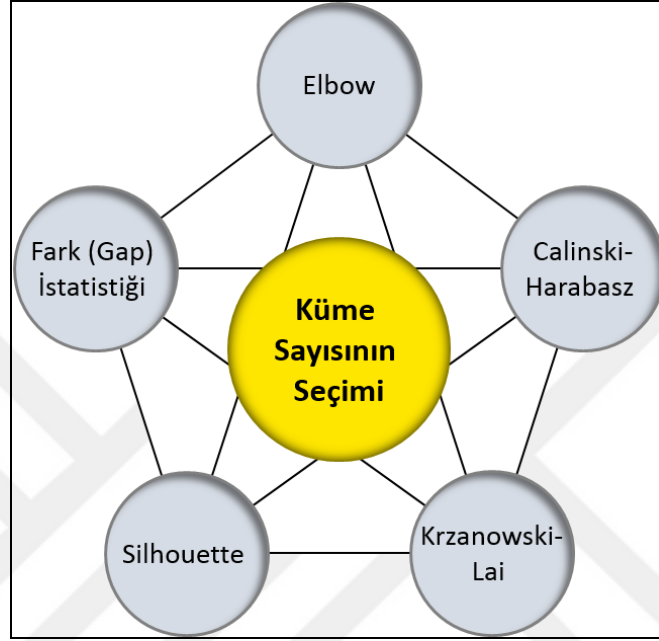 Elbow
Fark (Gap)
İstatistiği
Calinski-
Harabasz
Küme
Sayısının
Seçimi
Silhouette
Krzanowski-
Lai